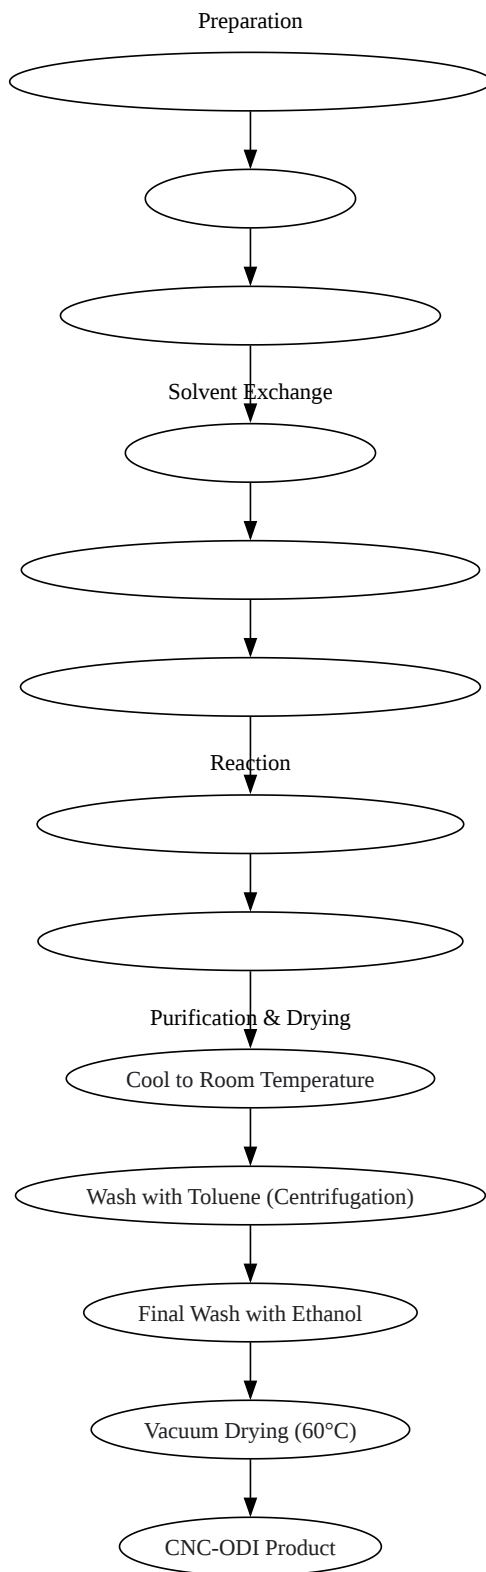 Preparation
Solvent Exchange
Reaction
Purification & Drying
Cool to Room Temperature
Wash with Toluene (Centrifugation)
Final Wash with Ethanol
Vacuum Drying (60°C)
CNC-ODI Product